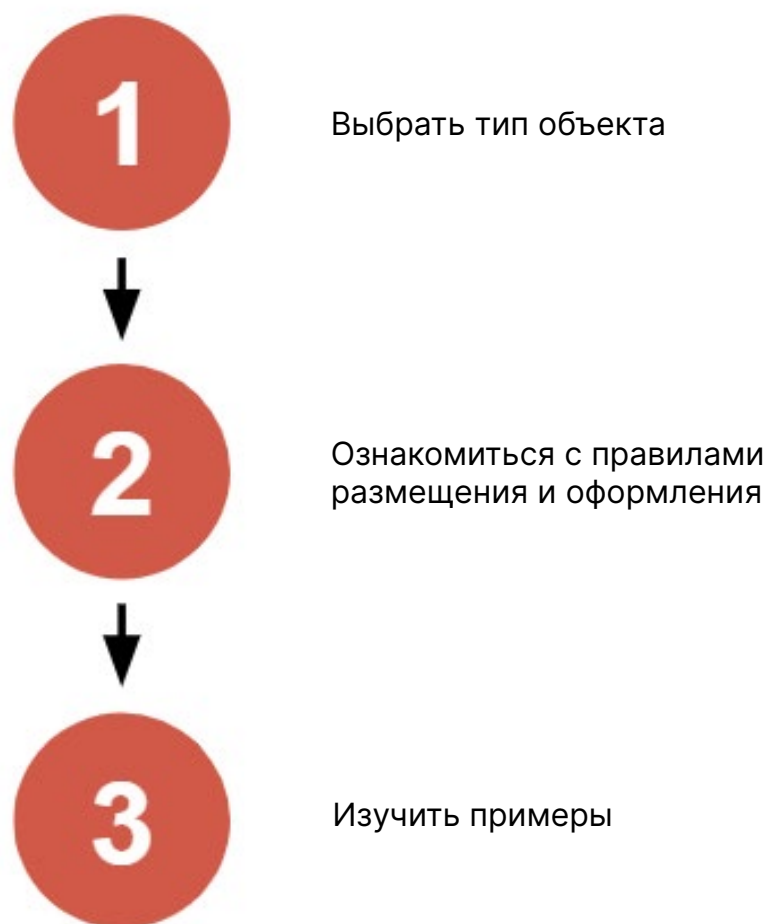 1
Выбрать тип объекта
2
Ознакомиться с правилами
размещения и оформления
3
Изучить примеры